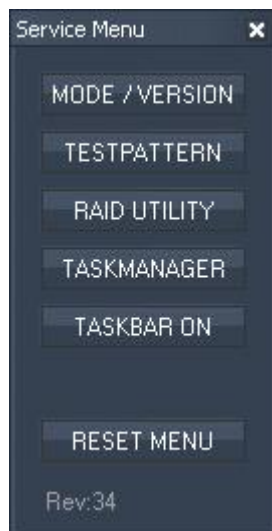 Service Menu
MODE / VERSION
TESTPATTERN
RAID UTILITY
TASKMANAGER
TASKBAR ON
RESET MENU
Rev:34